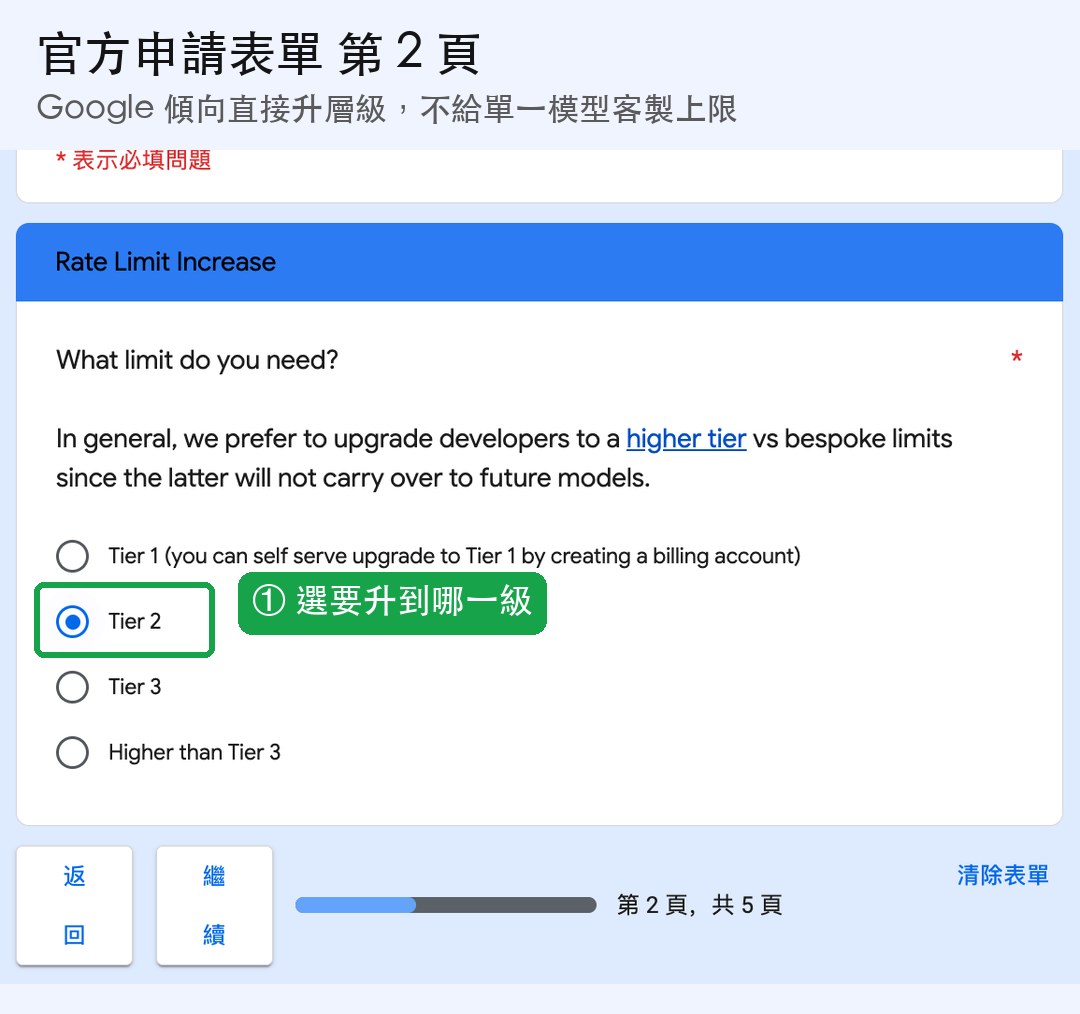 官方申請表單 第 2 頁
Google 傾向直接升層級，不給單一模型客製上限
* 表示必填問題
Rate Limit Increase
What limit do you need? *
In general, we prefer to upgrade developers to a higher tier vs bespoke limits
since the latter will not carry over to future models.
Tier 1 (you can self serve upgrade to Tier 1 by creating a billing account)
Tier 2
① 選要升到哪一級
Tier 3
Higher than Tier 3
返回
繼續
第 2 頁，共 5 頁
清除表單